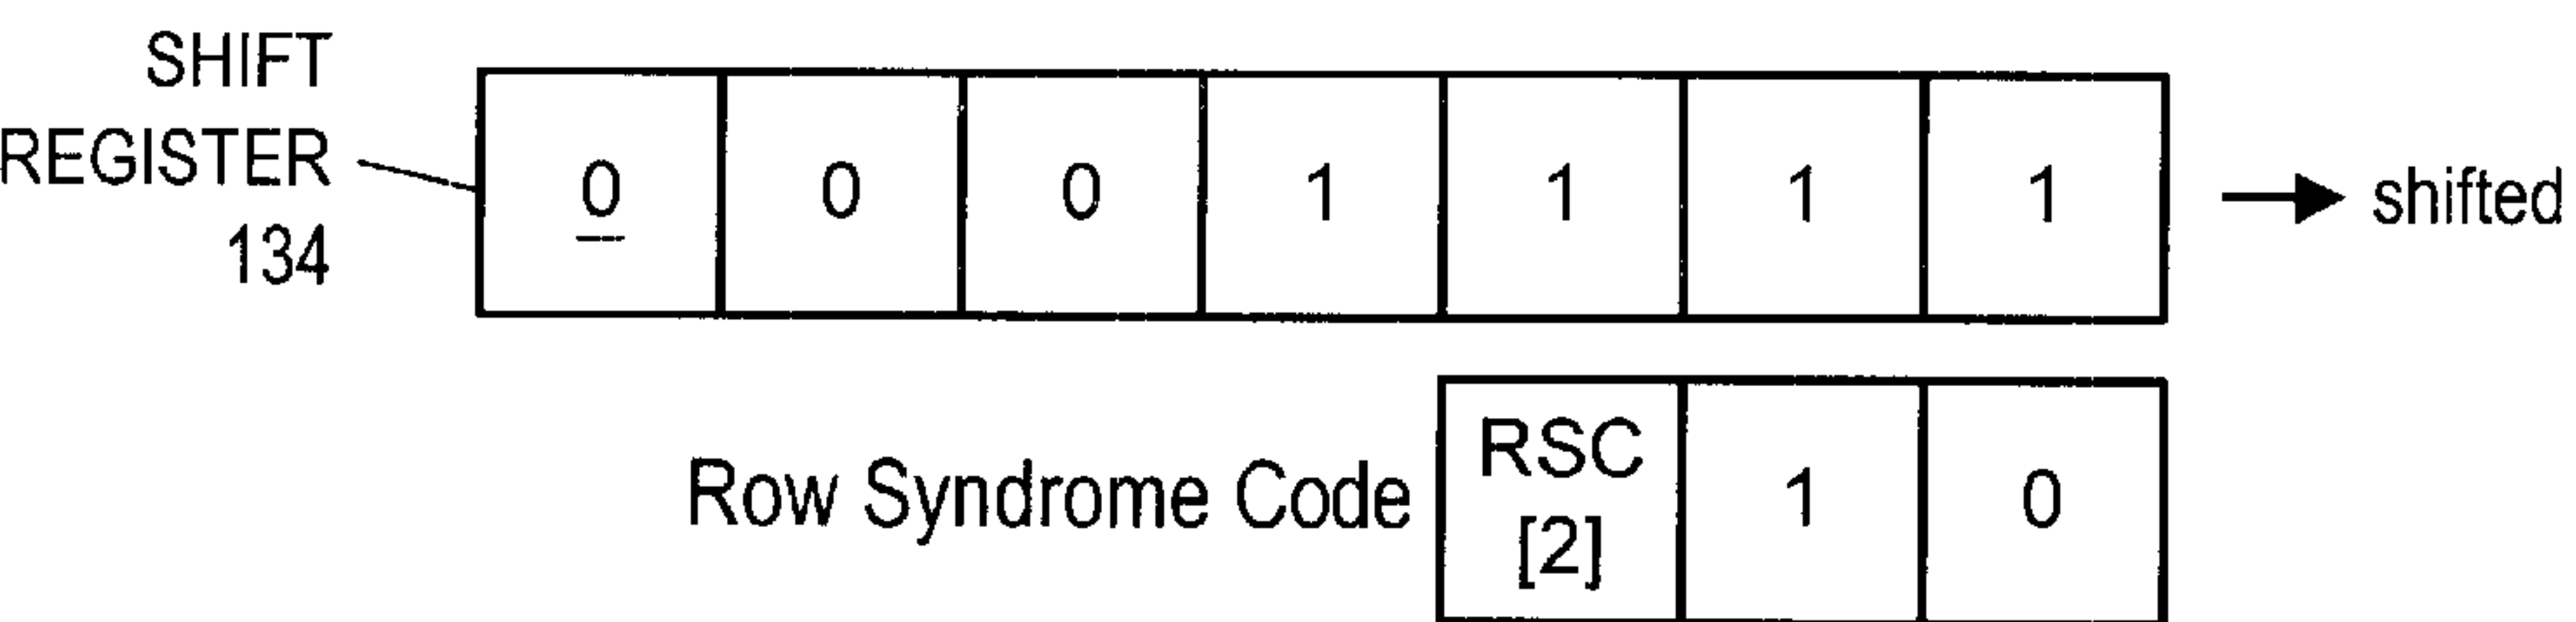 SHIFT
REGISTER
134
0 0 0 1 1 1 1
shifted
Row Syndrome Code
RSC
[2]
1 0